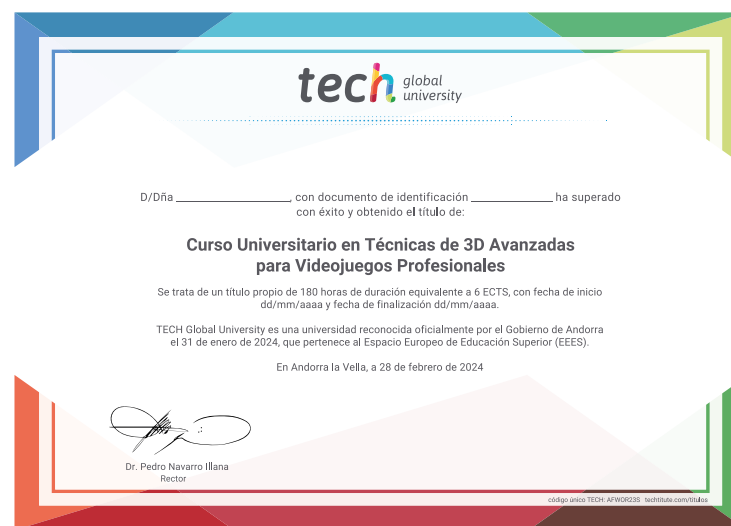 tech global university
D/Dña ____________________, con documento de identificación ______________ ha superado
con éxito y obtenido el título de:
Curso Universitario en Técnicas de 3D Avanzadas
para Videojuegos Profesionales
Se trata de un título propio de 180 horas de duración equivalente a 6 ECTS, con fecha de inicio
dd/mm/aaaa y fecha de finalización dd/mm/aaaa.
TECH Global University es una universidad reconocida oficialmente por el Gobierno de Andorra
el 31 de enero de 2024, que pertenece al Espacio Europeo de Educación Superior (EEES).
En Andorra la Vella, a 28 de febrero de 2024
Dr. Pedro Navarro Illana
Rector
código único TECH: AFWOR23S techtitute.com/titulos